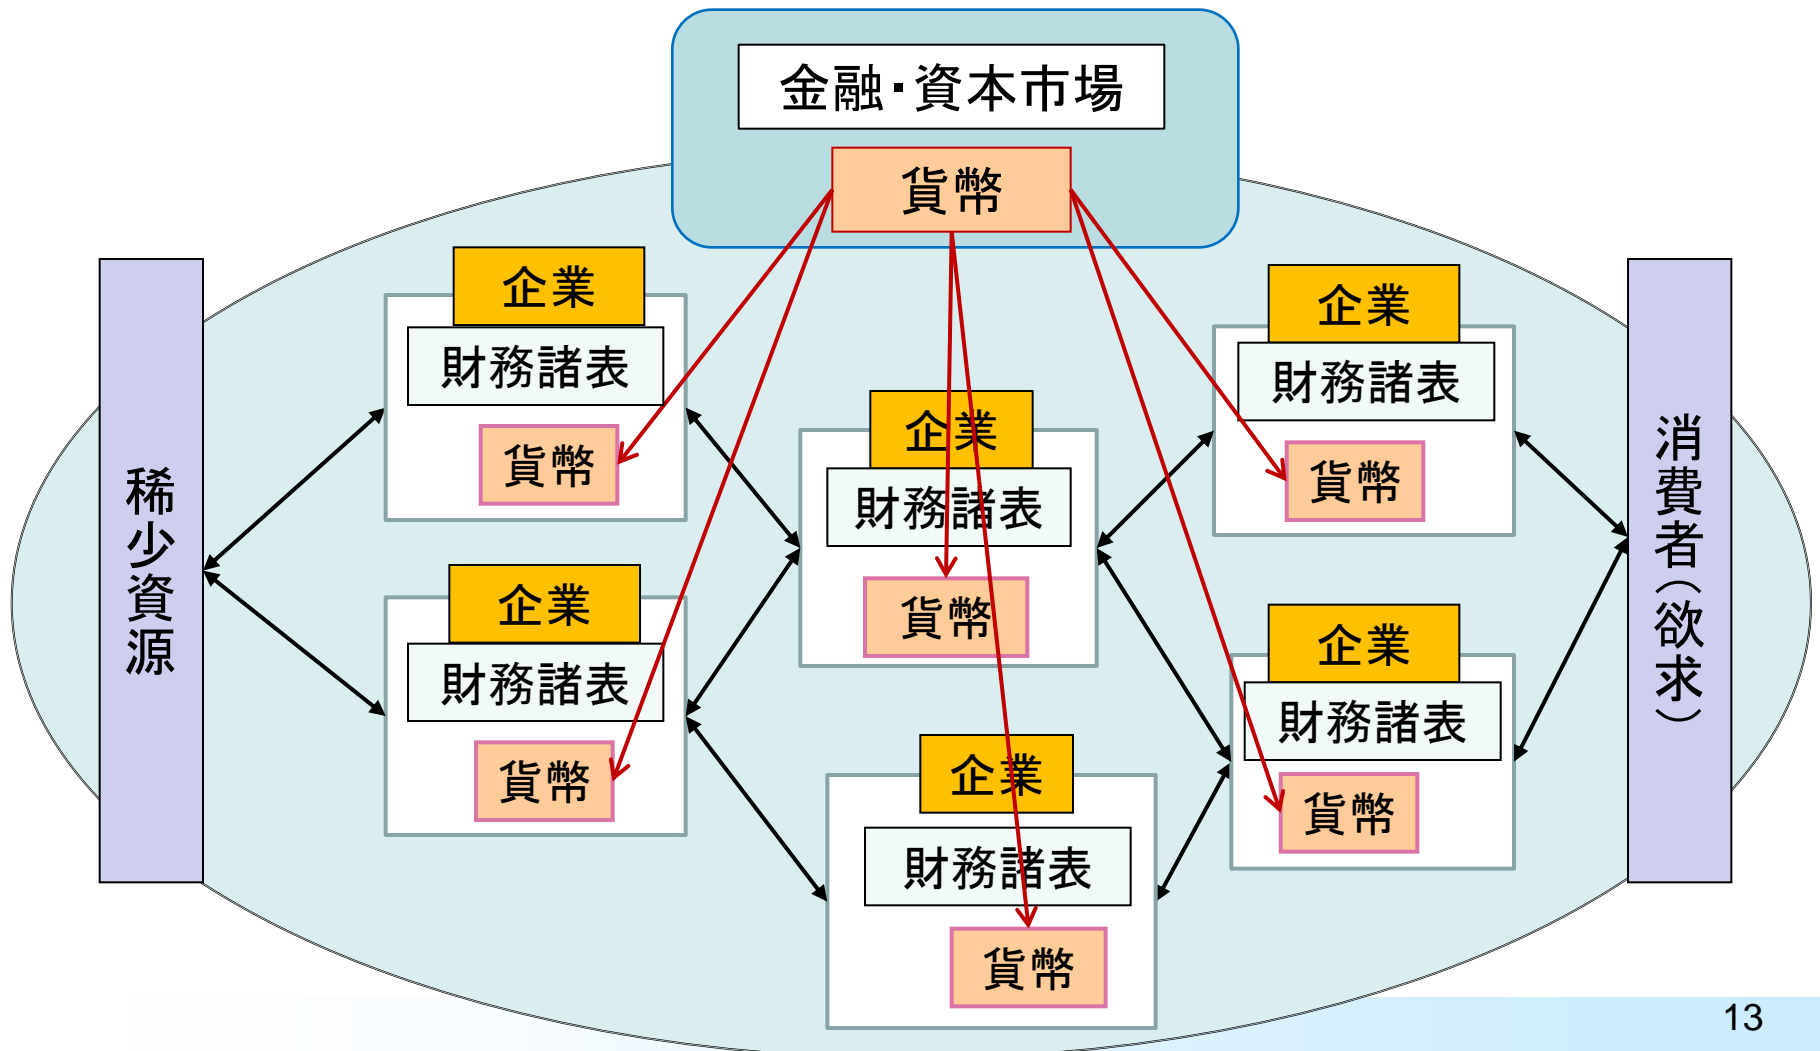 金融・資本市場
貨幣
稀少資源
企業
財務諸表
貨幣
企業
財務諸表
貨幣
企業
財務諸表
貨幣
企業
財務諸表
貨幣
企業
財務諸表
貨幣
企業
財務諸表
貨幣
消費者(欲求)
13